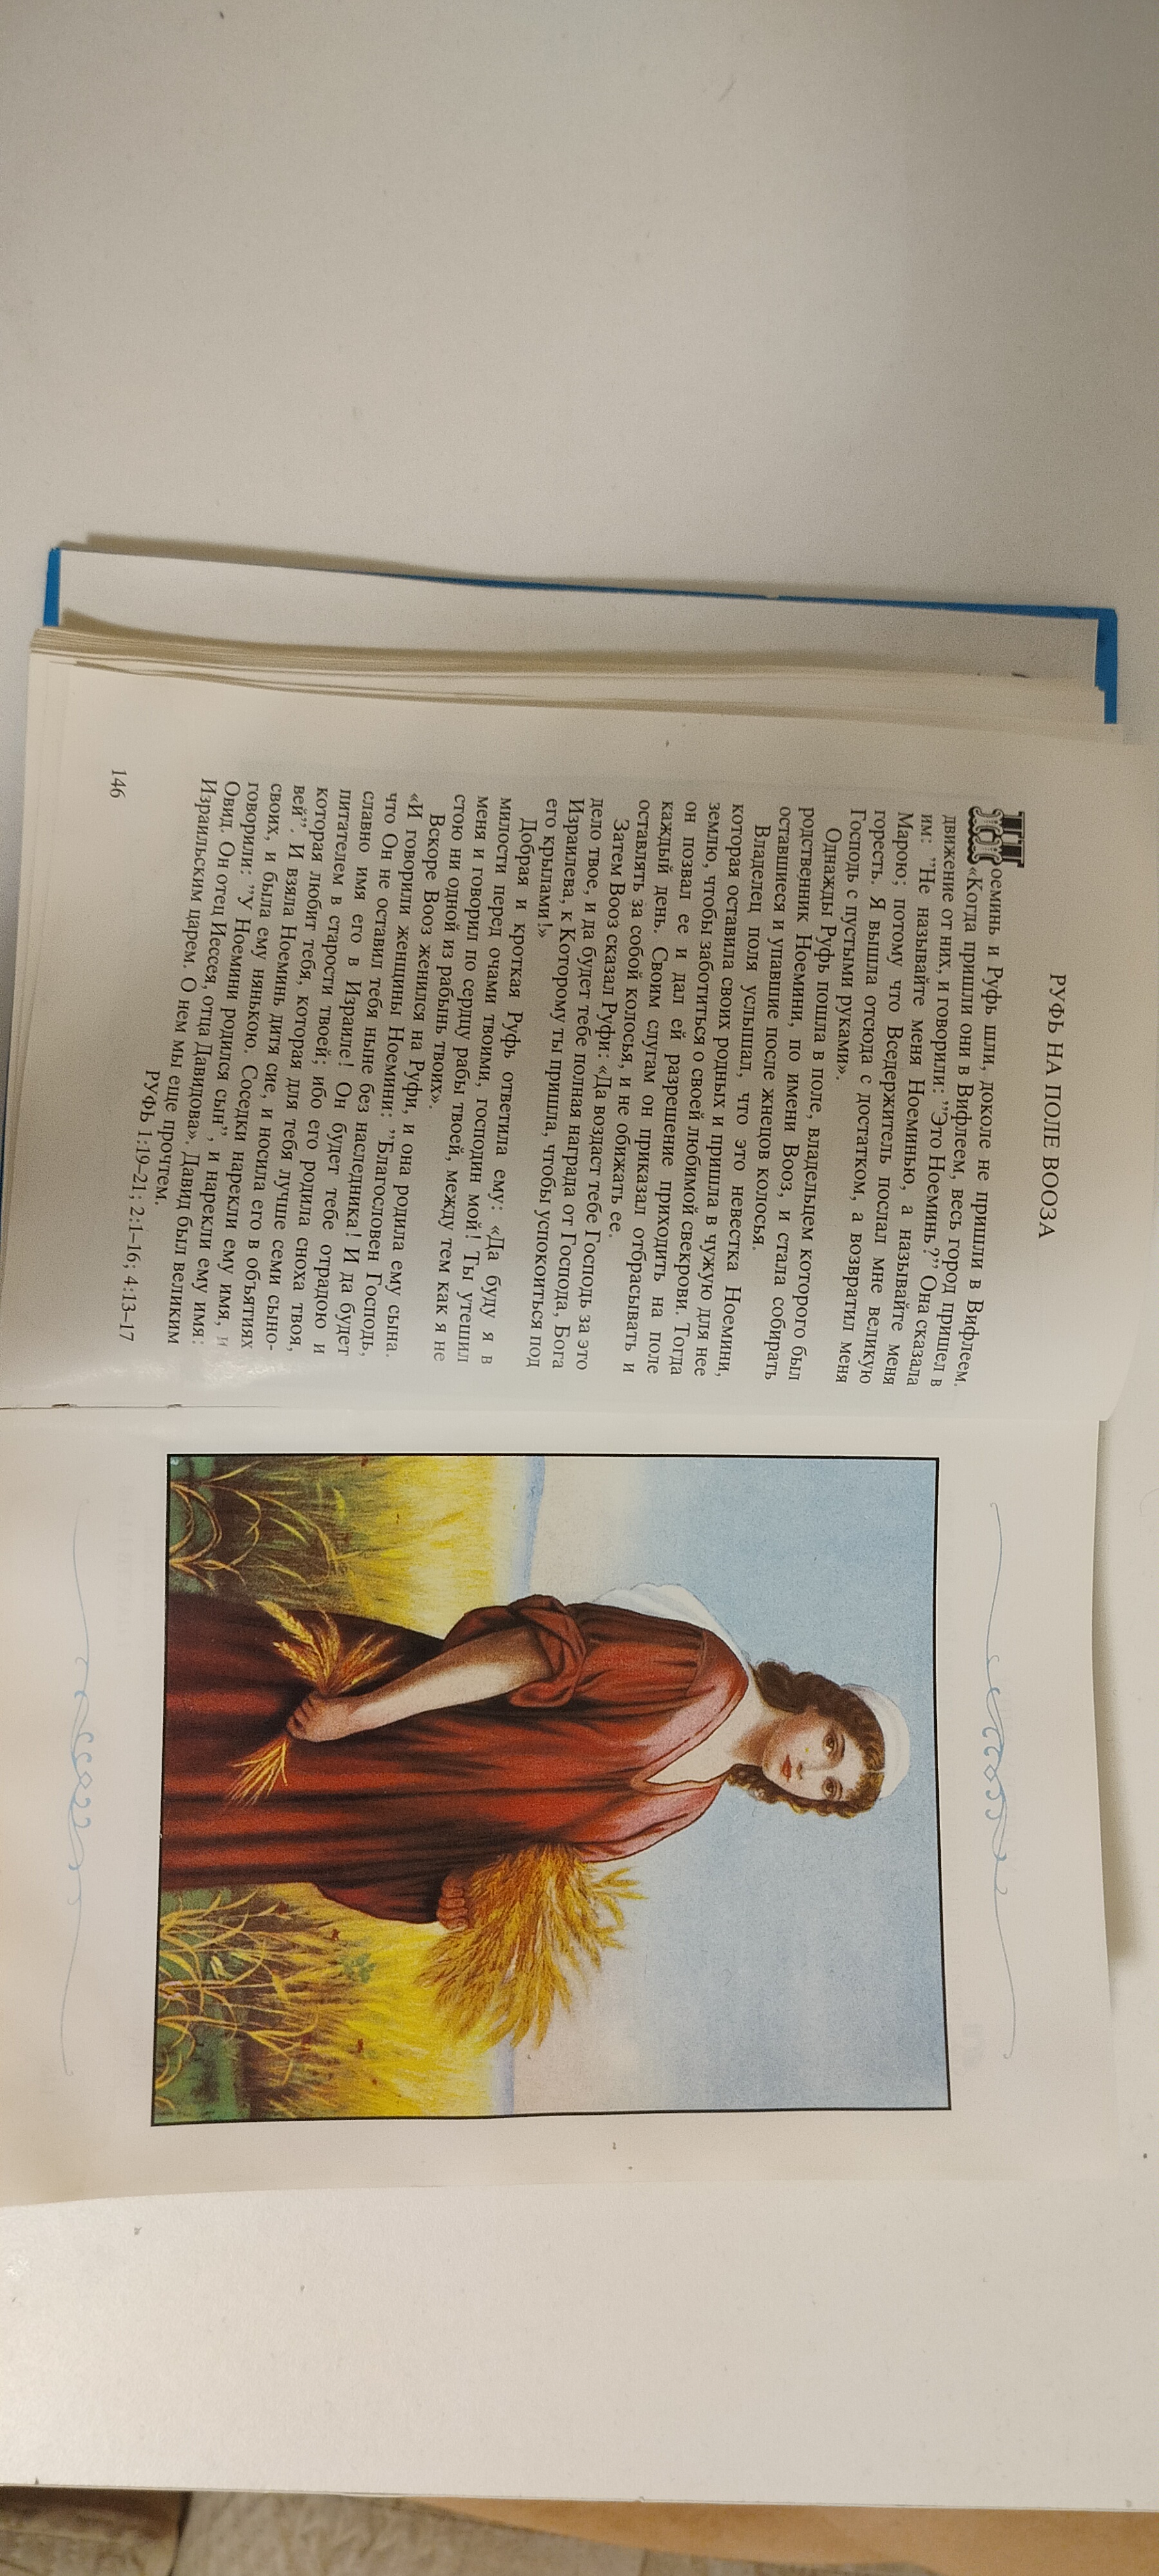 РУФЬ НА ПОЛЕ ВООЗА
Ноеминь и Руфь шли, доколе не пришли в Вифлеем.
«Когда пришли они в Вифлеем, весь город пришел в
движение от них, и говорили: ”Это Ноеминь?” Она сказала
им: ”Не называйте меня Ноеминью, а называйте меня
Марою; потому что Вседержитель послал мне великую
горесть. Я вышла отсюда с достатком, а возвратил меня
Господь с пустыми руками».
Однажды Руфь пошла в поле, владельцем которого был
родственник Ноемини, по имени Вооз, и стала собирать
оставшиеся и упавшие после жнецов колосья.
Владелец поля услышал, что это невестка Ноемини,
которая оставила своих родных и пришла в чужую для нее
землю, чтобы заботиться о своей любимой свекрови. Тогда
он позвал ее и дал ей разрешение приходить на поле
каждый день. Своим слугам он приказал отбрасывать и
оставлять за собой колосья, и не обижать ее.
Затем Вооз сказал Руфи: «Да воздаст тебе Господь за это
дело твое, и да будет тебе полная награда от Господа, Бога
Израилева, к Которому ты пришла, чтобы успокоиться под
его крылами!»
Добрая и кроткая Руфь ответила ему: «Да буду я в
милости перед очами твоими, господин мой! Ты утешил
меня и говорил по сердцу рабы твоей, между тем как я не
стою ни одной из рабынь твоих».
Вскоре Вооз женился на Руфи, и она родила ему сына.
«И говорили женщины Ноемини: ”Благословен Господь,
что Он не оставил тебя ныне без наследника! И да будет
славно имя его в Израиле! Он будет тебе отрадою и
питателем в старости твоей; ибо его родила сноха твоя,
которая любит тебя, которая для тебя лучше семи сыно-
вей” И взяла Ноеминь дитя сие, и носила его в объятиях
своих, и была ему нянькою. Соседки нарекли ему имя, и
говорили: ”У Ноемини родился сын”, и нарекли ему имя:
Овид. Он отец Иессея, отца Давидова». Давид был великим
Израильским царем. О нем мы еще прочтем.
РУФЬ 1:19–21; 2:1–16; 4:13–17
146